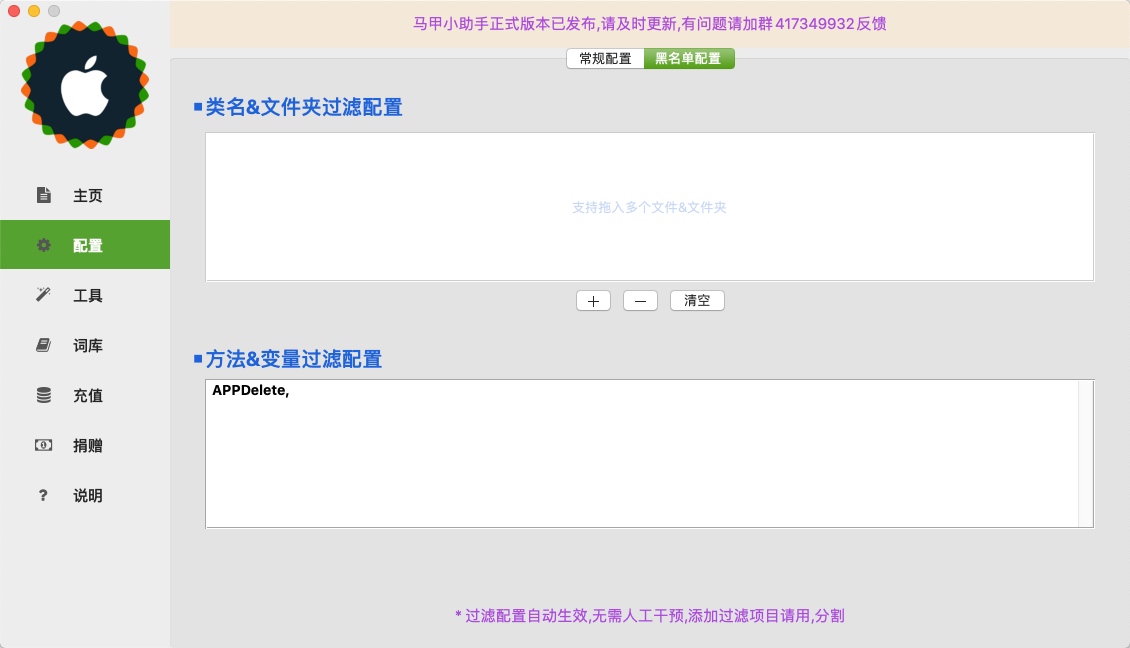 马甲小助手正式版本已发布,请及时更新,有问题请加群417349932反馈
常规配置 黑名单配置
主页
配置
工具
词库
充值
捐赠
说明
类名&文件夹过滤配置
支持拖入多个文件&文件夹
+ — 清空
方法&变量过滤配置
APPDelete,
* 过滤配置自动生效,无需人工干预,添加过滤项目请用,分割